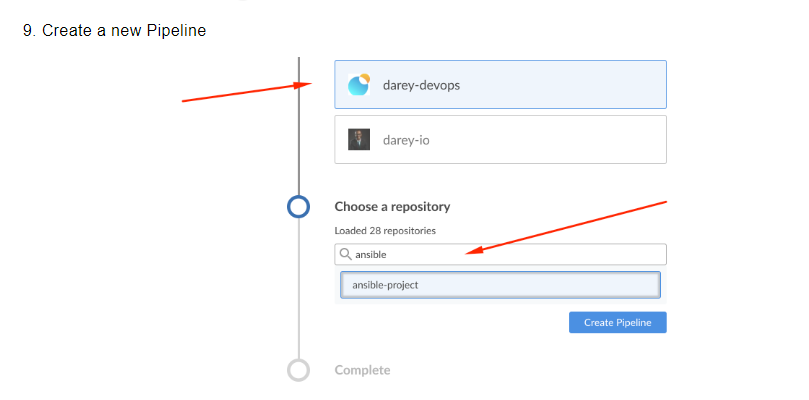 9. Create a new Pipeline
darey-devops
darey-io
Choose a repository
Loaded 28 repositories
ansible
ansible-project
Create Pipeline
Complete